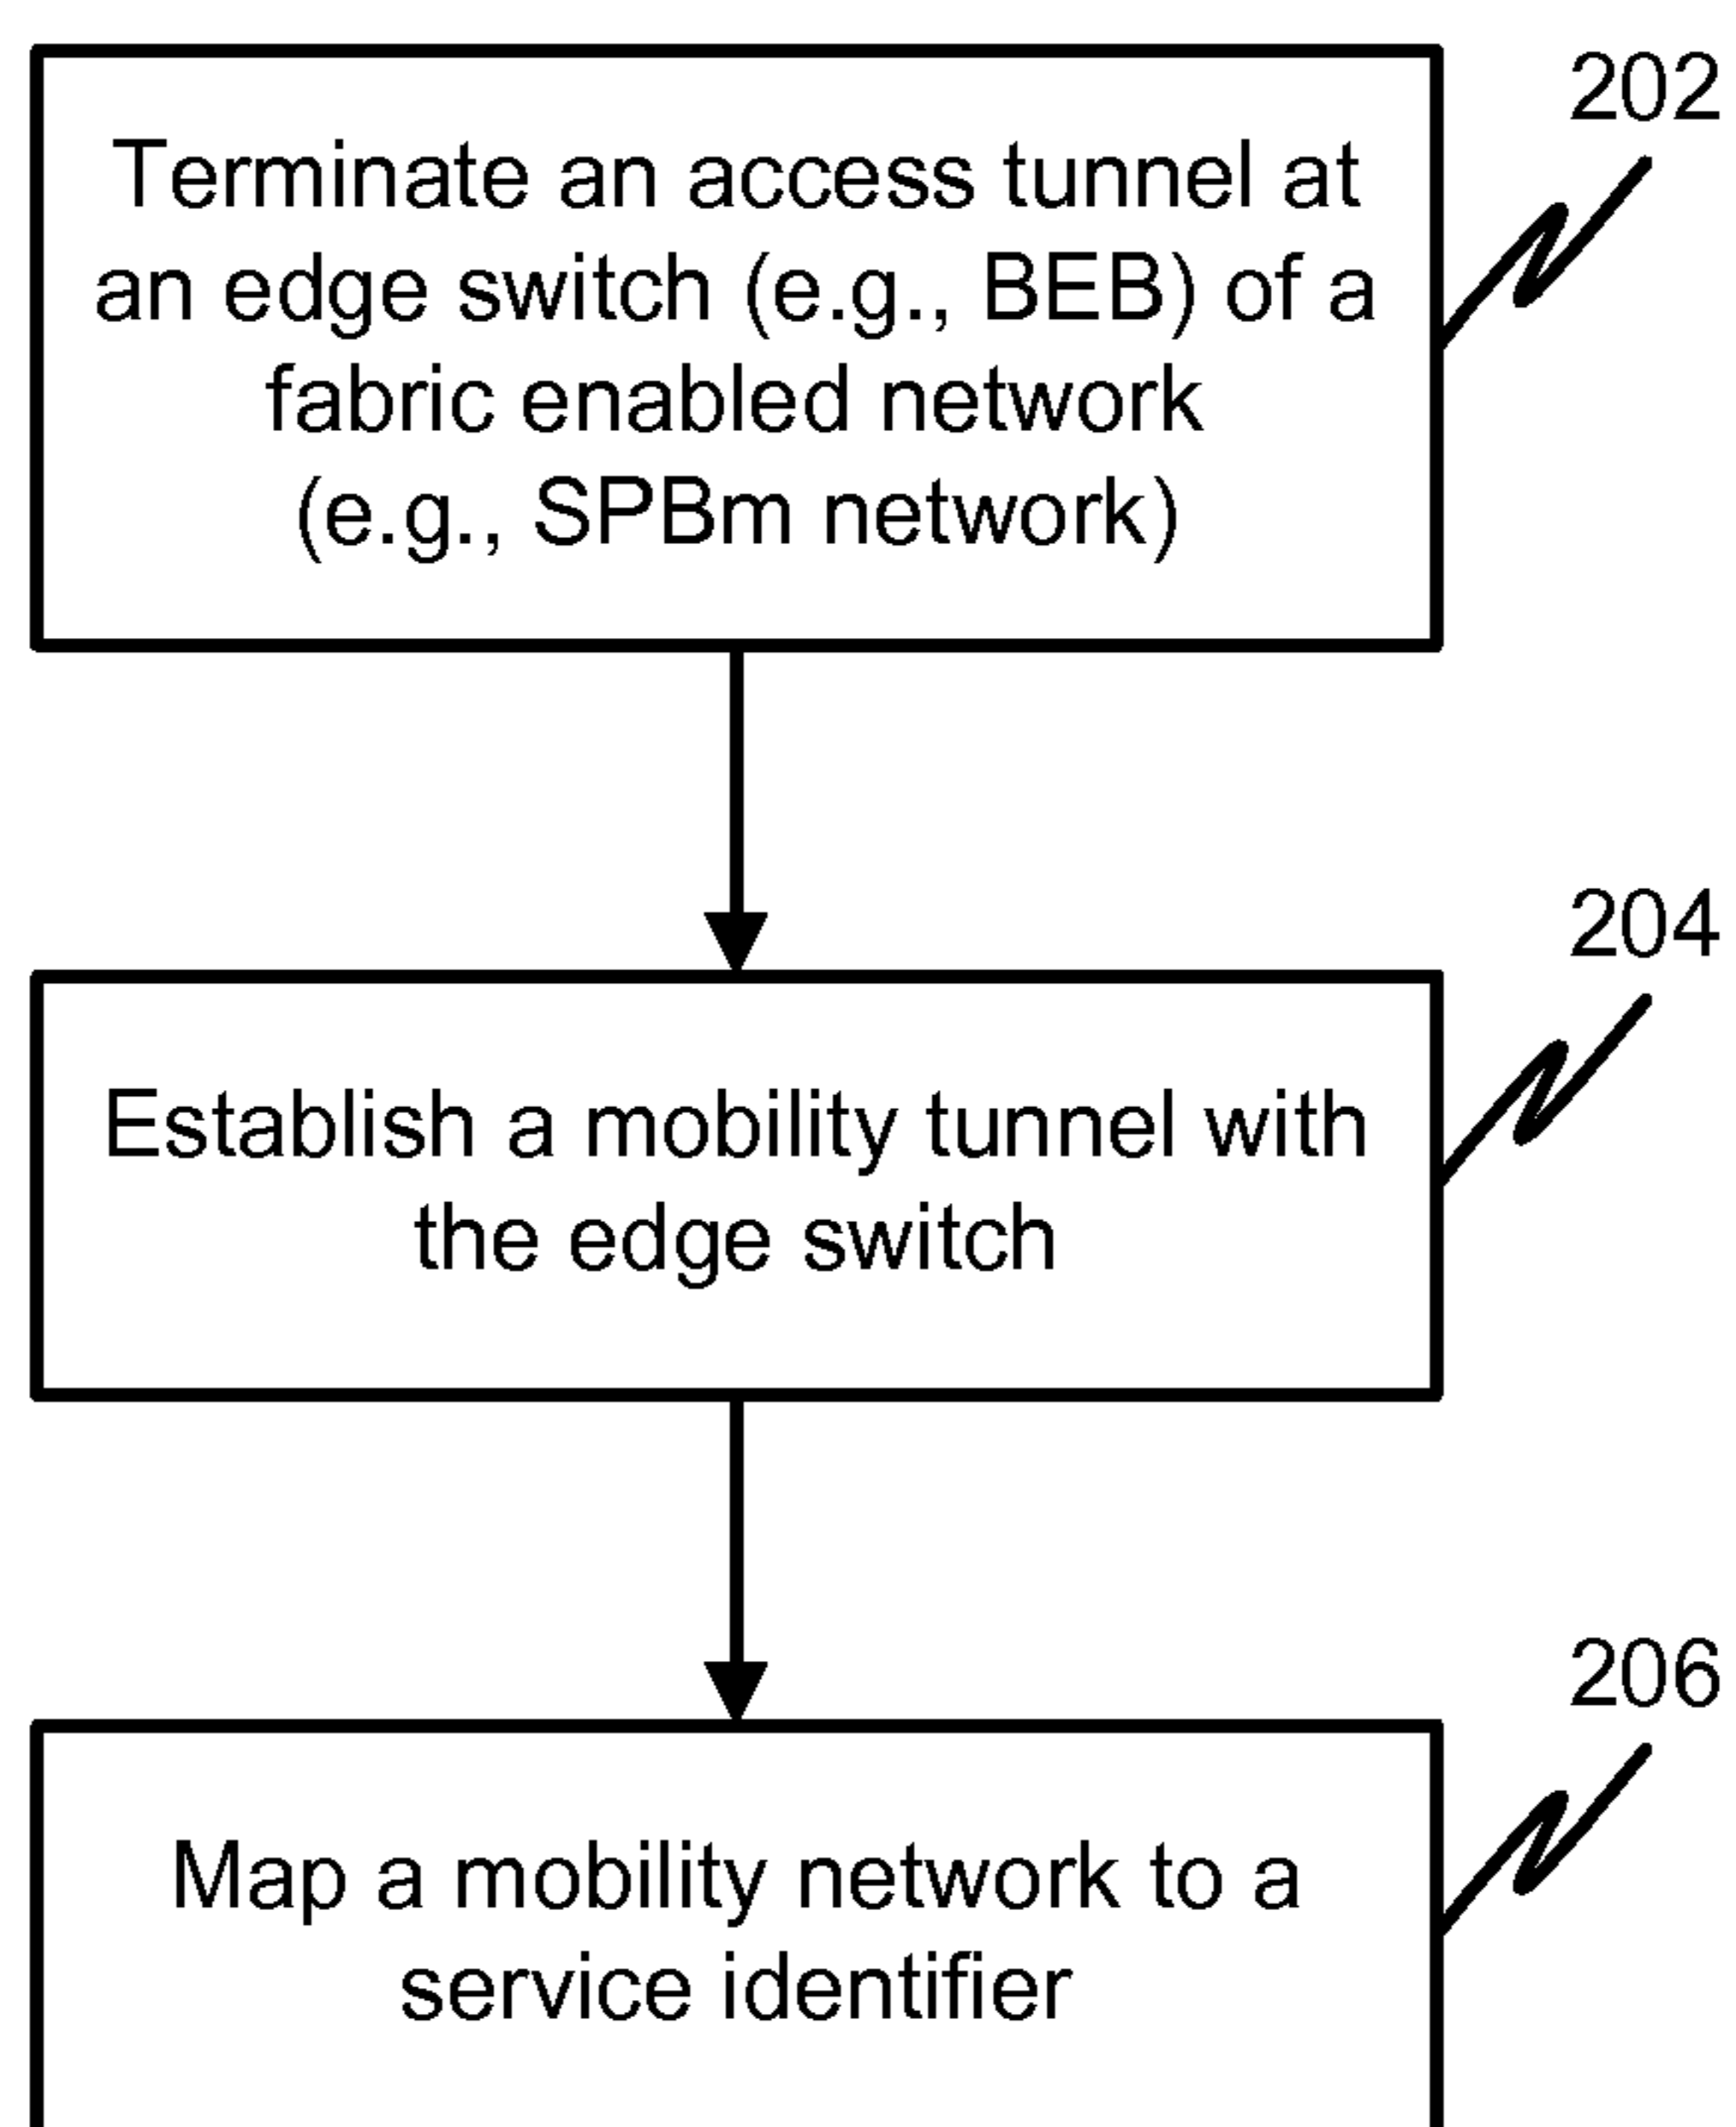 202
Terminate an access tunnel at
an edge switch (e.g., BEB) of a
fabric enabled network
(e.g., SPBm network)
204
Establish a mobility tunnel with
the edge switch
206
Map a mobility network to a
service identifier